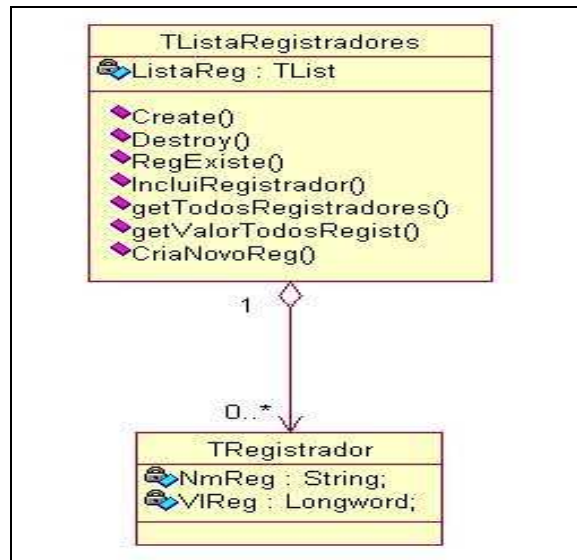 TListaRegistradores
ListaReg : TList
Create()
Destroy()
RegExiste()
IncluiRegistrador()
getTodosRegistradores()
getValorTodosRegist()
CriaNovoReg()
1
0..*
TRegistrador
NmReg : String;
VlReg : Longword;